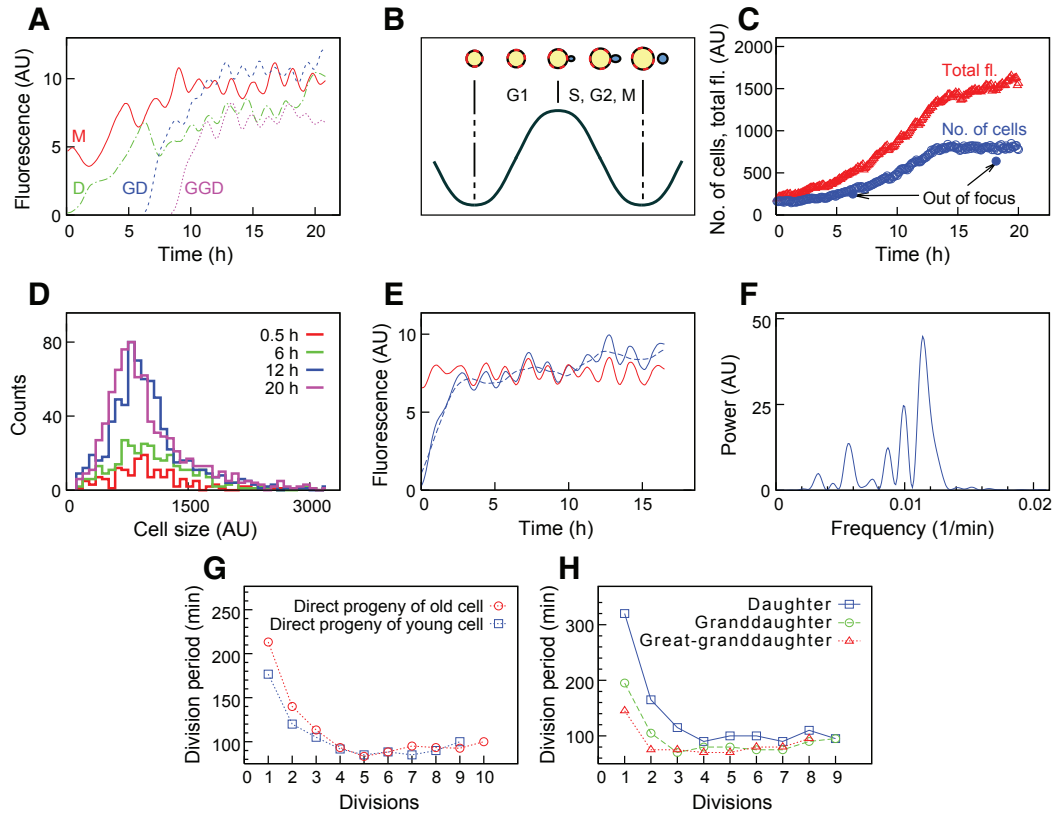 A
Fluorescence (AU)
10
5
0
M
D
GD
GGD
0 5 10 15 20
Time (h)
B
G1
S, G2, M
C
No. of cells, total fl. (AU)
2000
1500
1000
500
0
Total fl.
No. of cells
Out of focus
0 5 10 15 20
Time (h)
D
Counts
80
40
0
0.5 h
6 h
12 h
20 h
0 1500 3000
Cell size (AU)
E
Fluorescence (AU)
10
5
0
0 5 10 15
Time (h)
F
Power (AU)
50
25
0
0 0.01 0.02
Frequency (1/min)
G
Division period (min)
250
200
150
100
Direct progeny of old cell
Direct progeny of young cell
0 1 2 3 4 5 6 7 8 9 10
Divisions
H
Division period (min)
300
200
100
Daughter
Granddaughter
Great-granddaughter
0 1 2 3 4 5 6 7 8 9
Divisions